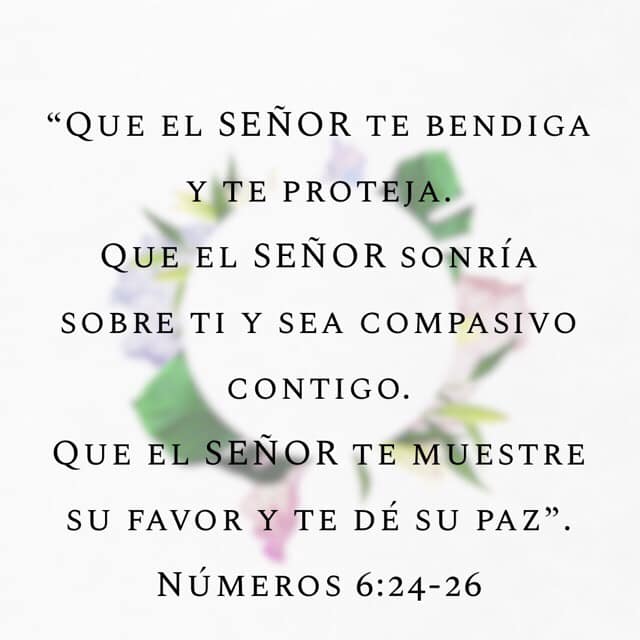 “Que el SEÑOR te bendiga
y te proteja.
Que el SEÑOR sonría
sobre ti y sea compasivo
contigo.
Que el SEÑOR te muestre
su favor y te dé su paz”.
Números 6:24-26